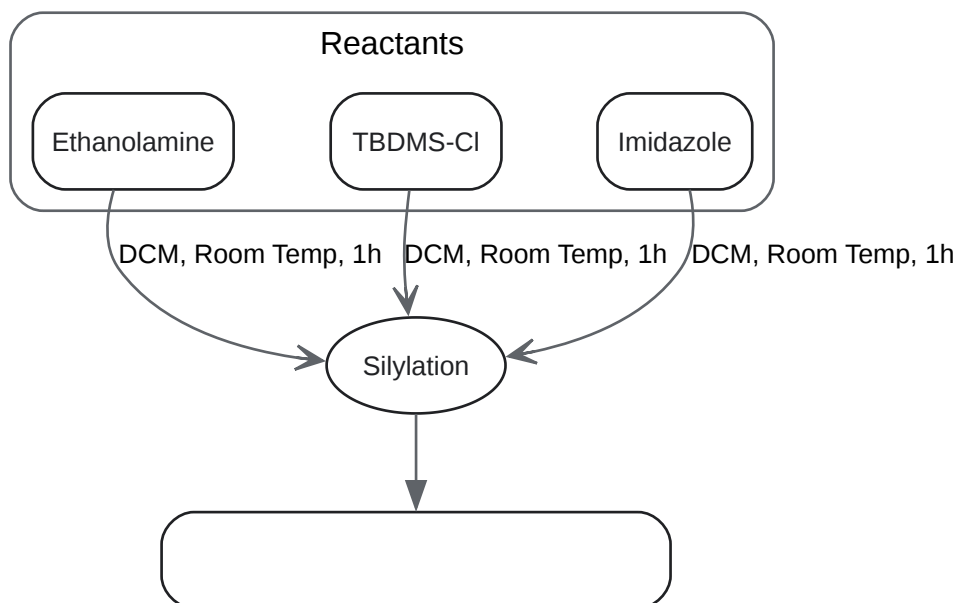 Reactants
Ethanolamine
TBDMS-Cl
Imidazole
DCM, Room Temp, 1h
DCM, Room Temp, 1h
DCM, Room Temp, 1h
Silylation